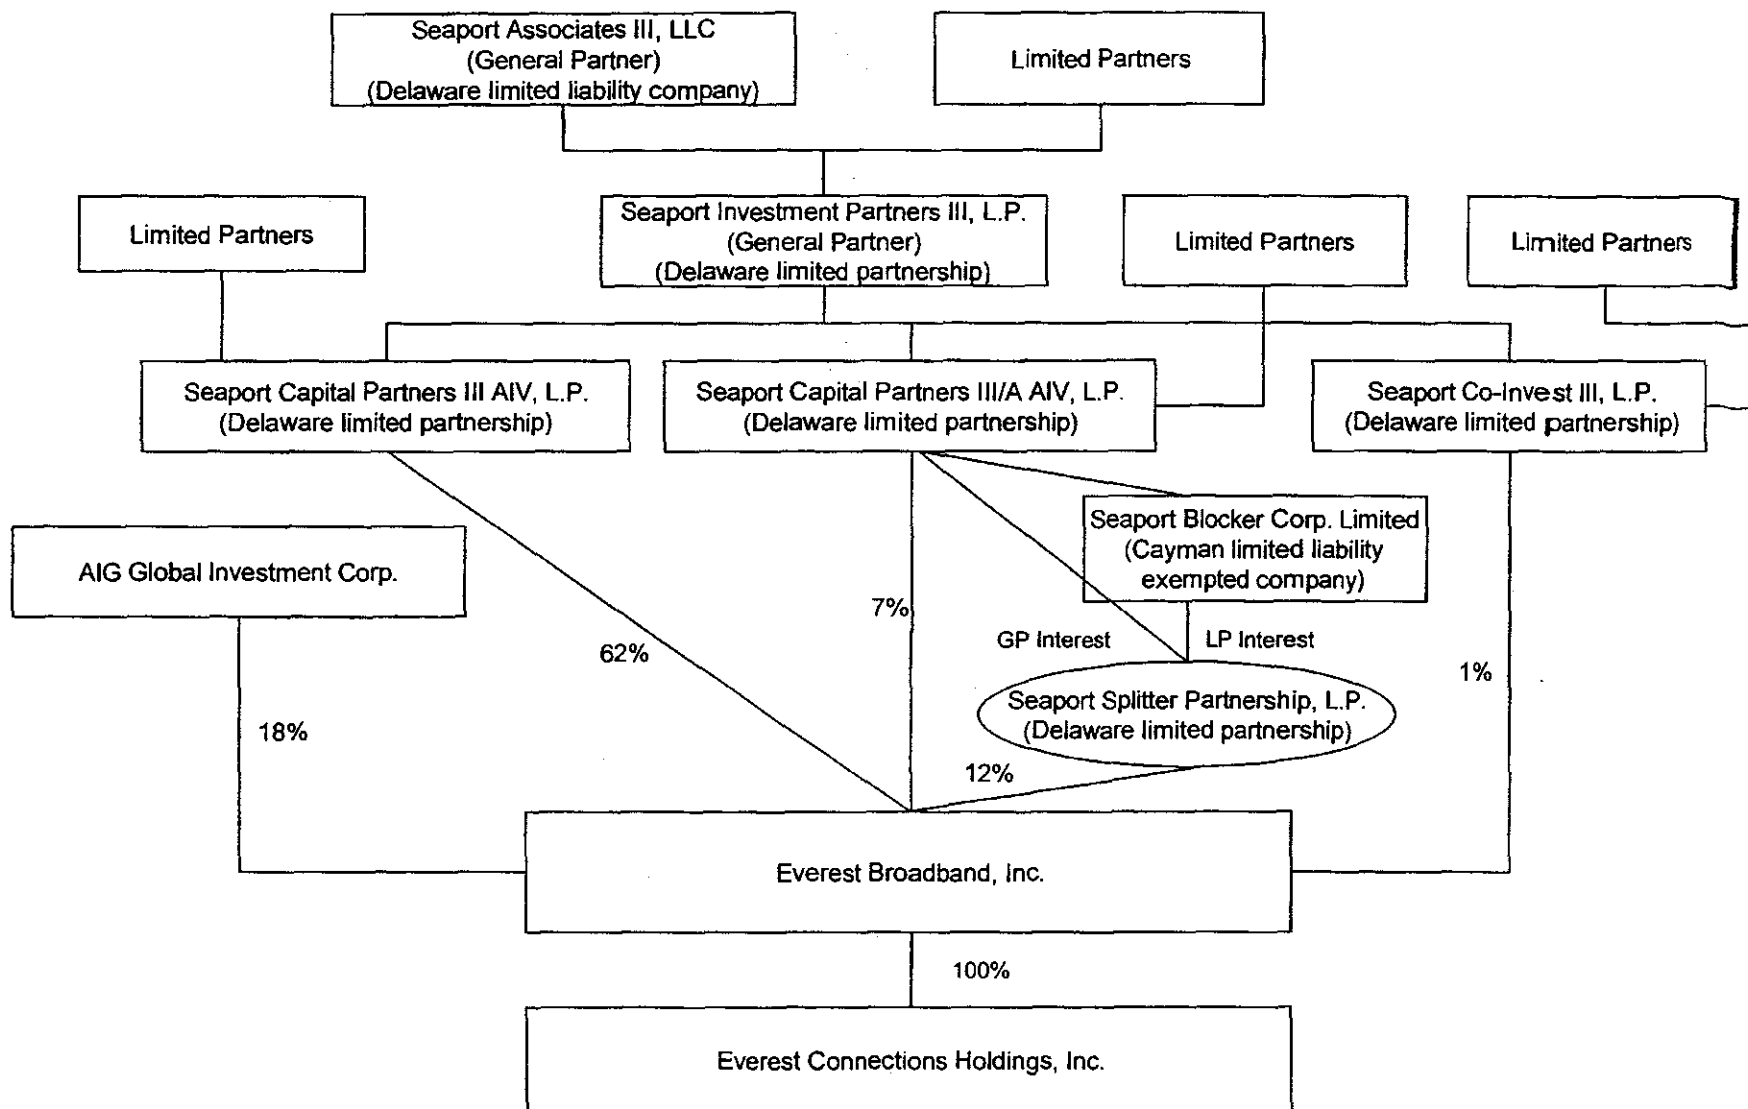 Seaport Associates III, LLC
(General Partner)
(Delaware limited liability company)
Limited Partners
Limited Partners
Seaport Investment Partners III, L.P.
(General Partner)
(Delaware limited partnership)
Limited Partners
Limited Partners
Seaport Capital Partners III AIV, L.P.
(Delaware limited partnership)
Seaport Capital Partners III/A AIV, L.P.
(Delaware limited partnership)
Seaport Co-Invest III, L.P.
(Delaware limited partnership)
AIG Global Investment Corp.
Seaport Blocker Corp. Limited
(Cayman limited liability
exempted company)
7%
62%
GP Interest
LP Interest
1%
18%
Seaport Splitter Partnership, L.P.
(Delaware limited partnership)
12%
Everest Broadband, Inc.
100%
Everest Connections Holdings, Inc.